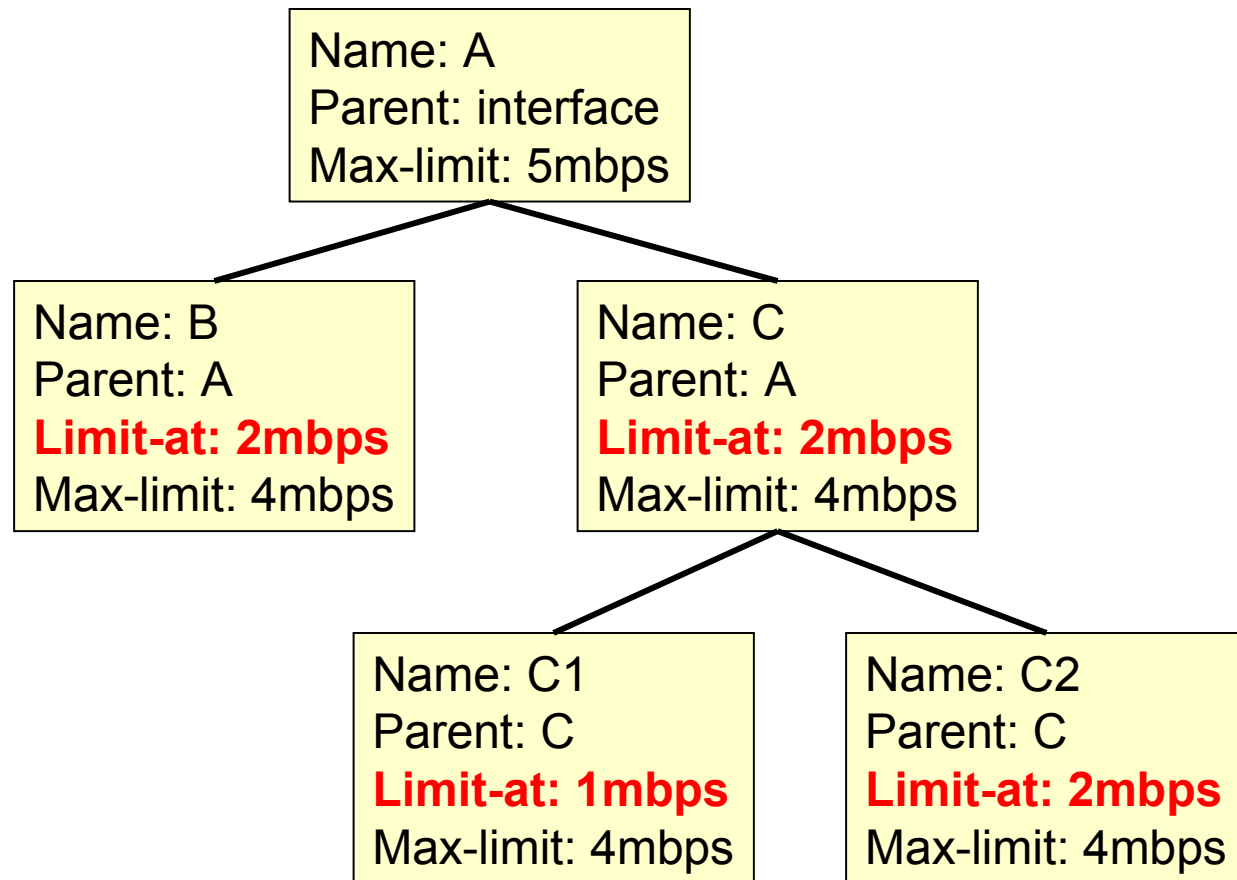 Name: A
Parent: interface
Max-limit: 5mbps
Name: B
Parent: A
Limit-at: 2mbps
Max-limit: 4mbps
Name: C
Parent: A
Limit-at: 2mbps
Max-limit: 4mbps
Name: C1
Parent: C
Limit-at: 1mbps
Max-limit: 4mbps
Name: C2
Parent: C
Limit-at: 2mbps
Max-limit: 4mbps